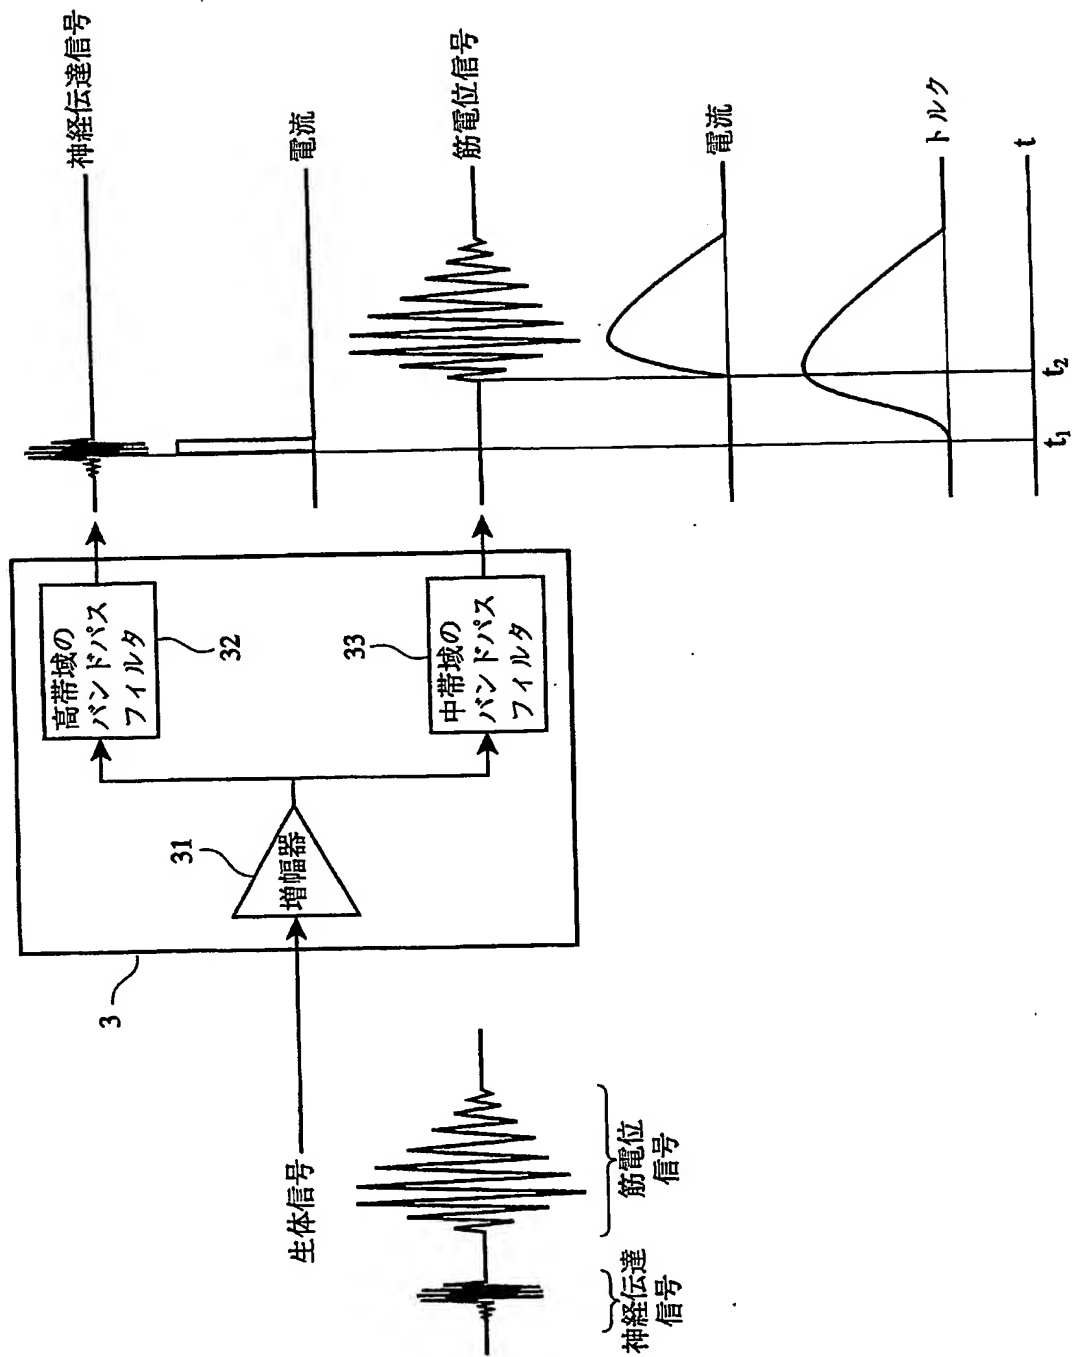 生体信号
神経伝達
信号
筋電位
信号
3
31
増幅器
高帯域の
バンドパス
フィルタ
32
中帯域の
バンドパス
フィルタ
33
神経伝達信号
電流
筋電位信号
電流
トルク
t₁
t₂
t